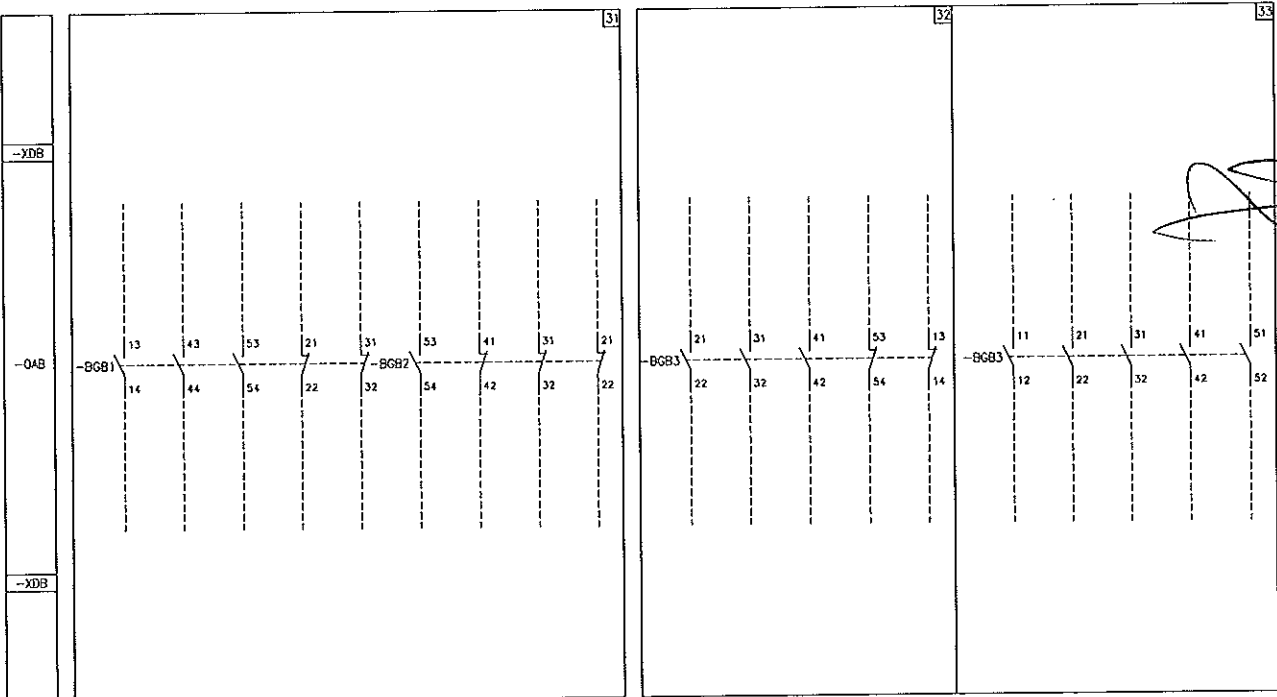 31 32 33
-XDB
13 43 53 21 31 53 41 31 21 21 31 41 53 13 11 21 31 41 51
-QAB -BGB1 -BGB2 -BGB3 -BGB3
14 44 54 22 32 54 42 32 22 22 32 42 54 14 12 22 32 42 52
-XDB